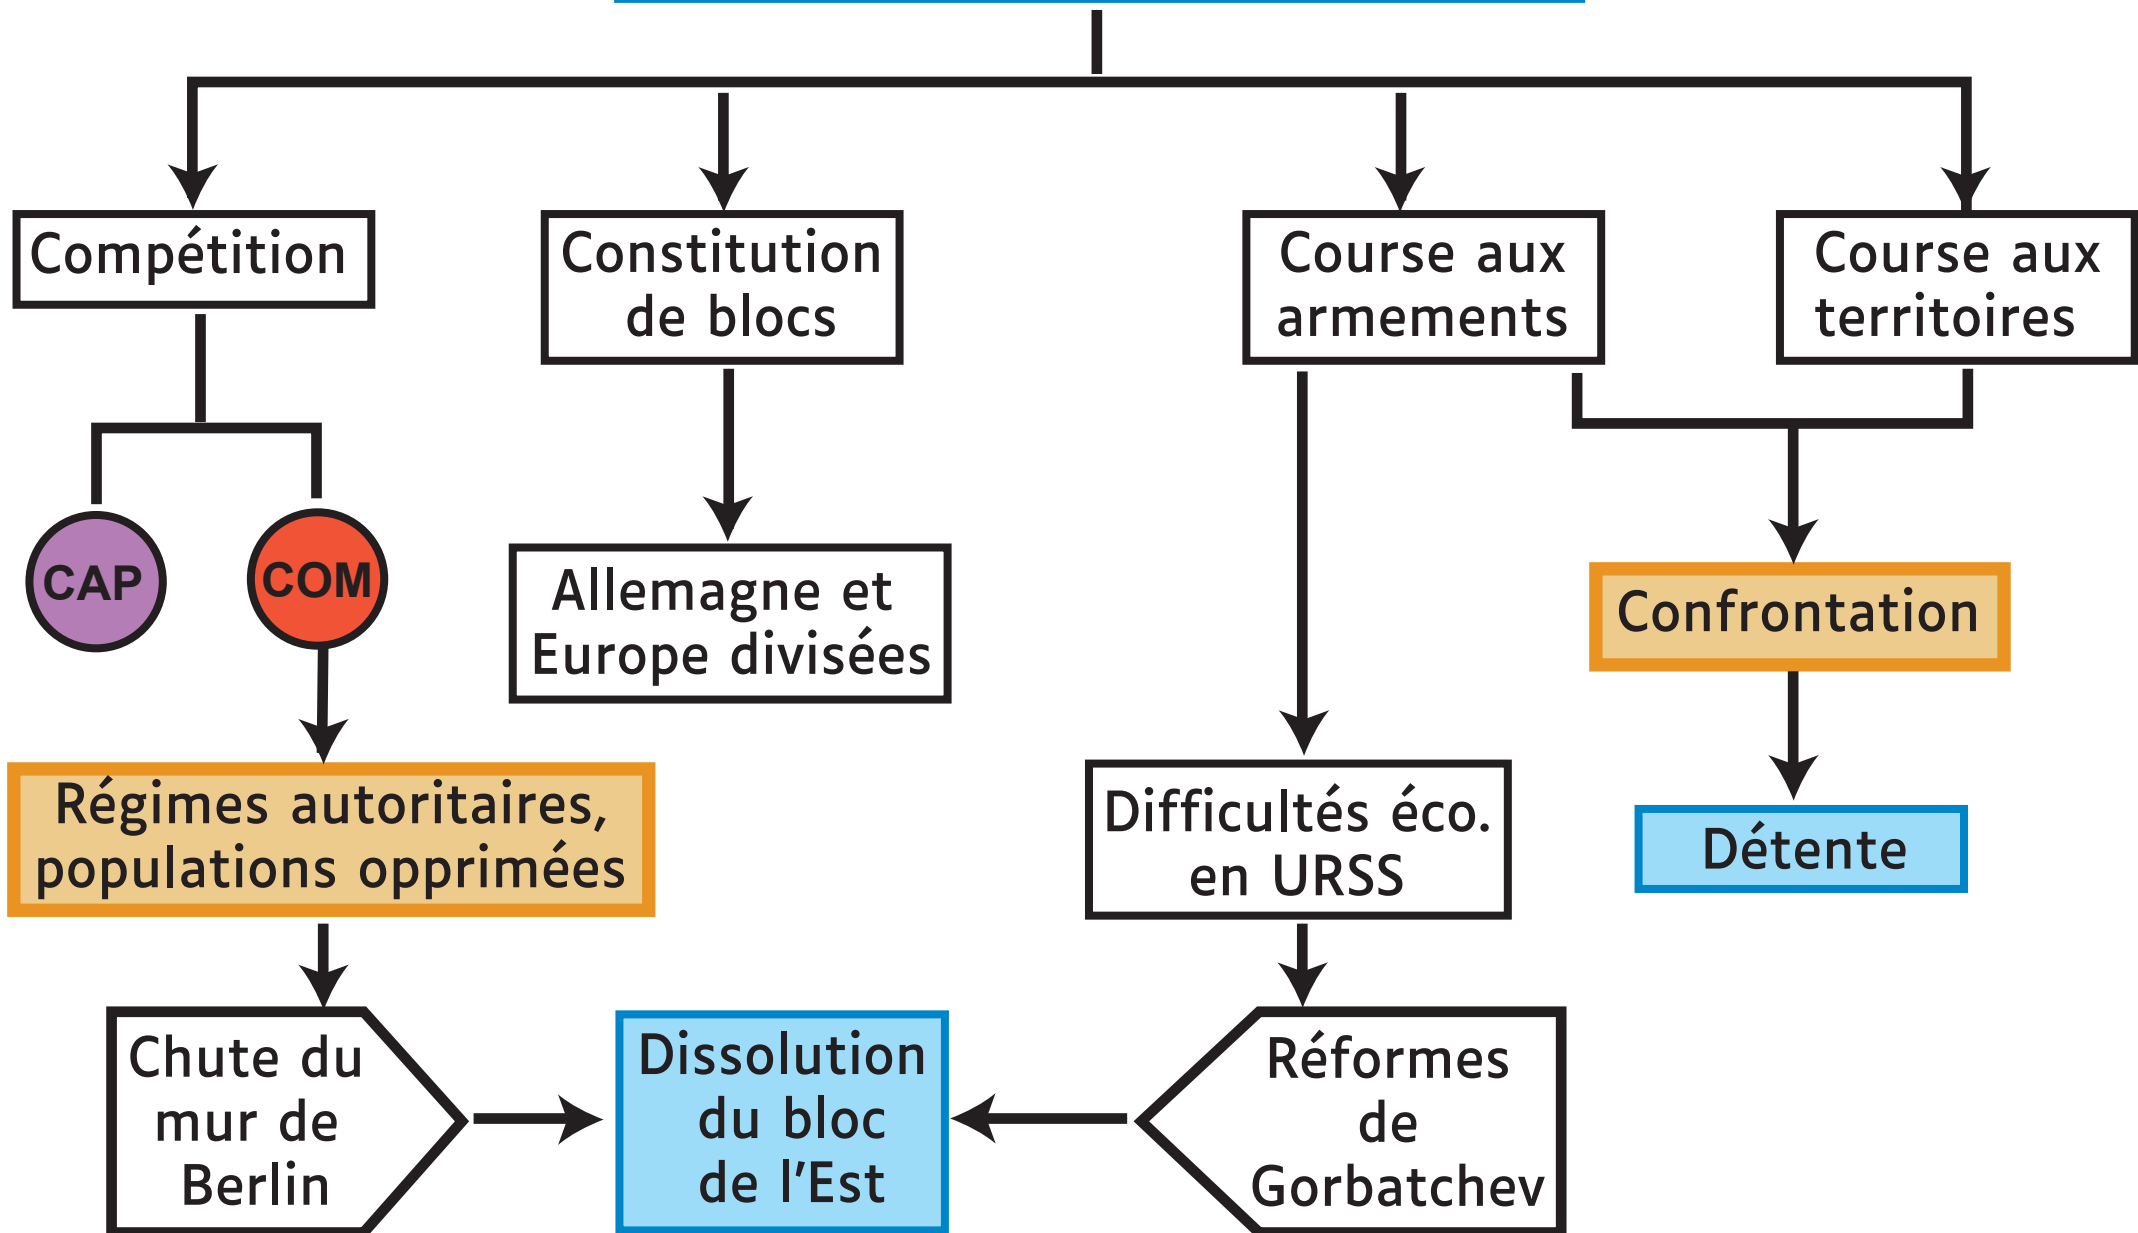 Compétition
Constitution
de blocs
Course aux
armements
Course aux
territoires
CAP
COM
Allemagne et
Europe divisées
Confrontation
Régimes autoritaires,
populations opprimées
Difficultés éco.
en URSS
Détente
Chute du
mur de
Berlin
Dissolution
du bloc
de l'Est
Réformes
de
Gorbatchev